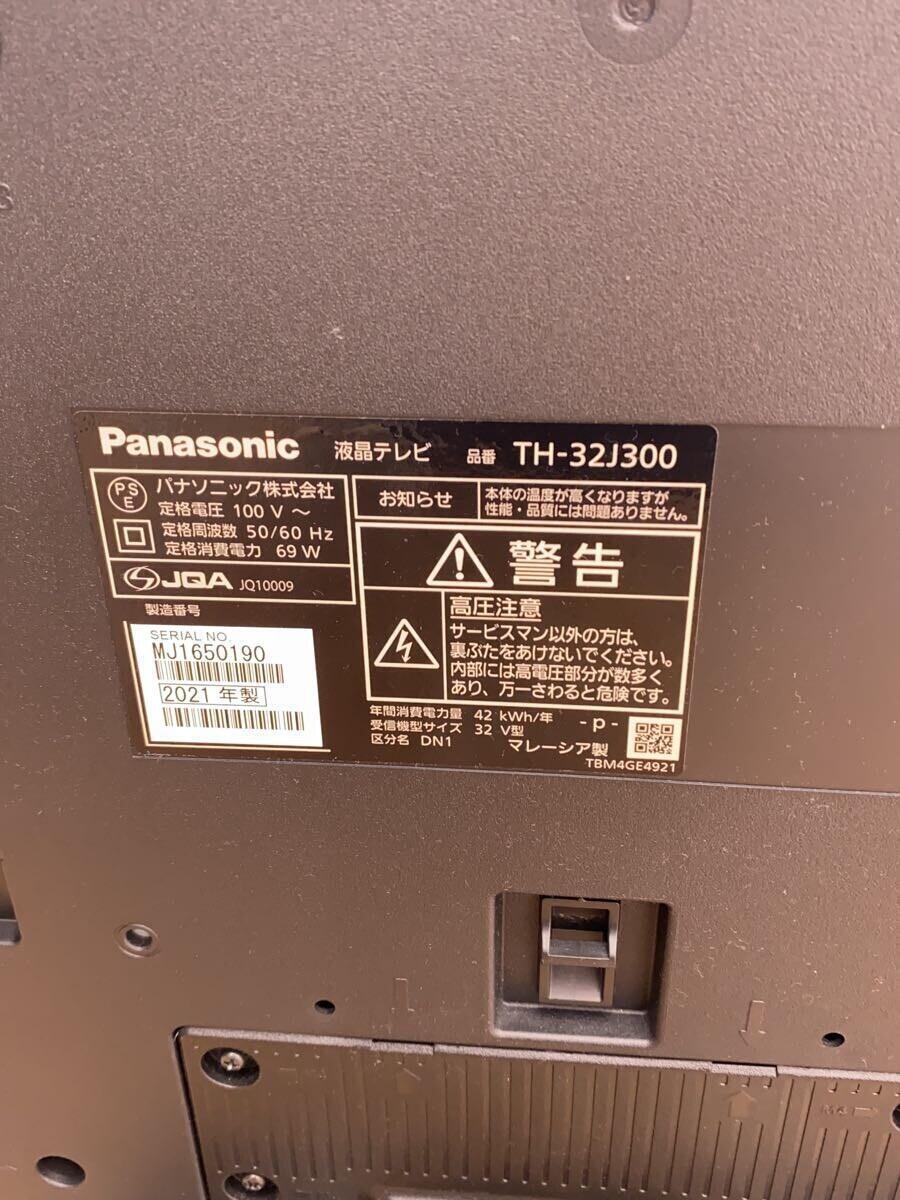 Panasonic 液晶テレビ 品番 TH-32J300
PS
E
パナソニック株式会社
定格電圧 100 V ～
定格周波数 50/60 Hz
定格消費電力 69 W
JQA JQ10009
製造番号
SERIAL NO.
MJ1650190
2021 年製
お知らせ
本体の温度が高くなりますが
性能・品質には問題ありません。
警告
高圧注意
サービスマン以外の方は、
裏ぶたをあけないでください。
内部には高電圧部分が数多く
あり、万一さわると危険です。
年間消費電力量 42 kWh/年
受信機型サイズ 32 V型
区分名 DN1
-p-
マレーシア製
TBM4GE4921